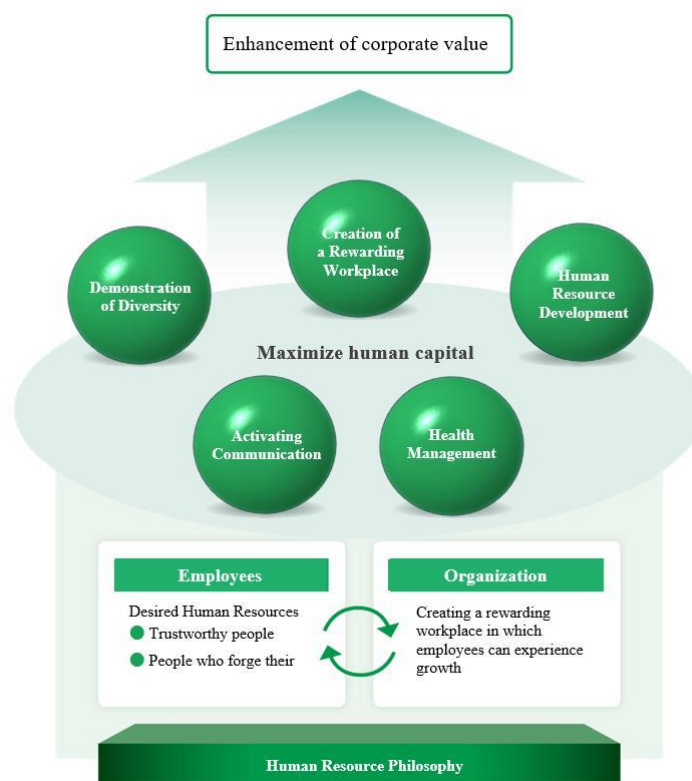 Enhancement of corporate value
Creation of
a Rewarding
Workplace
Demonstration
of Diversity
Human
Resource
Development
Maximize human capital
Activating
Communication
Health
Management
Employees
Desired Human Resources
Trustworthy people
People who forge their
Organization
Creating a rewarding
workplace in which
employees can experience
growth
Human Resource Philosophy